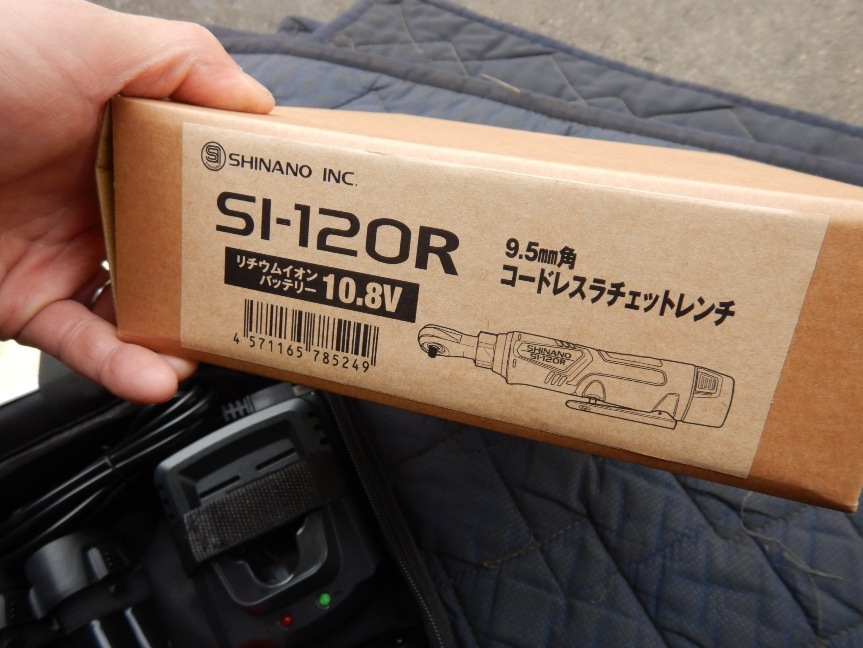 SI SHINANO INC.
SI-120R
リチウムイオン
バッテリー 10.8V
9.5mm角
コードレスラチェットレンチ
4 571165 785249
SHINANO
SI-120R